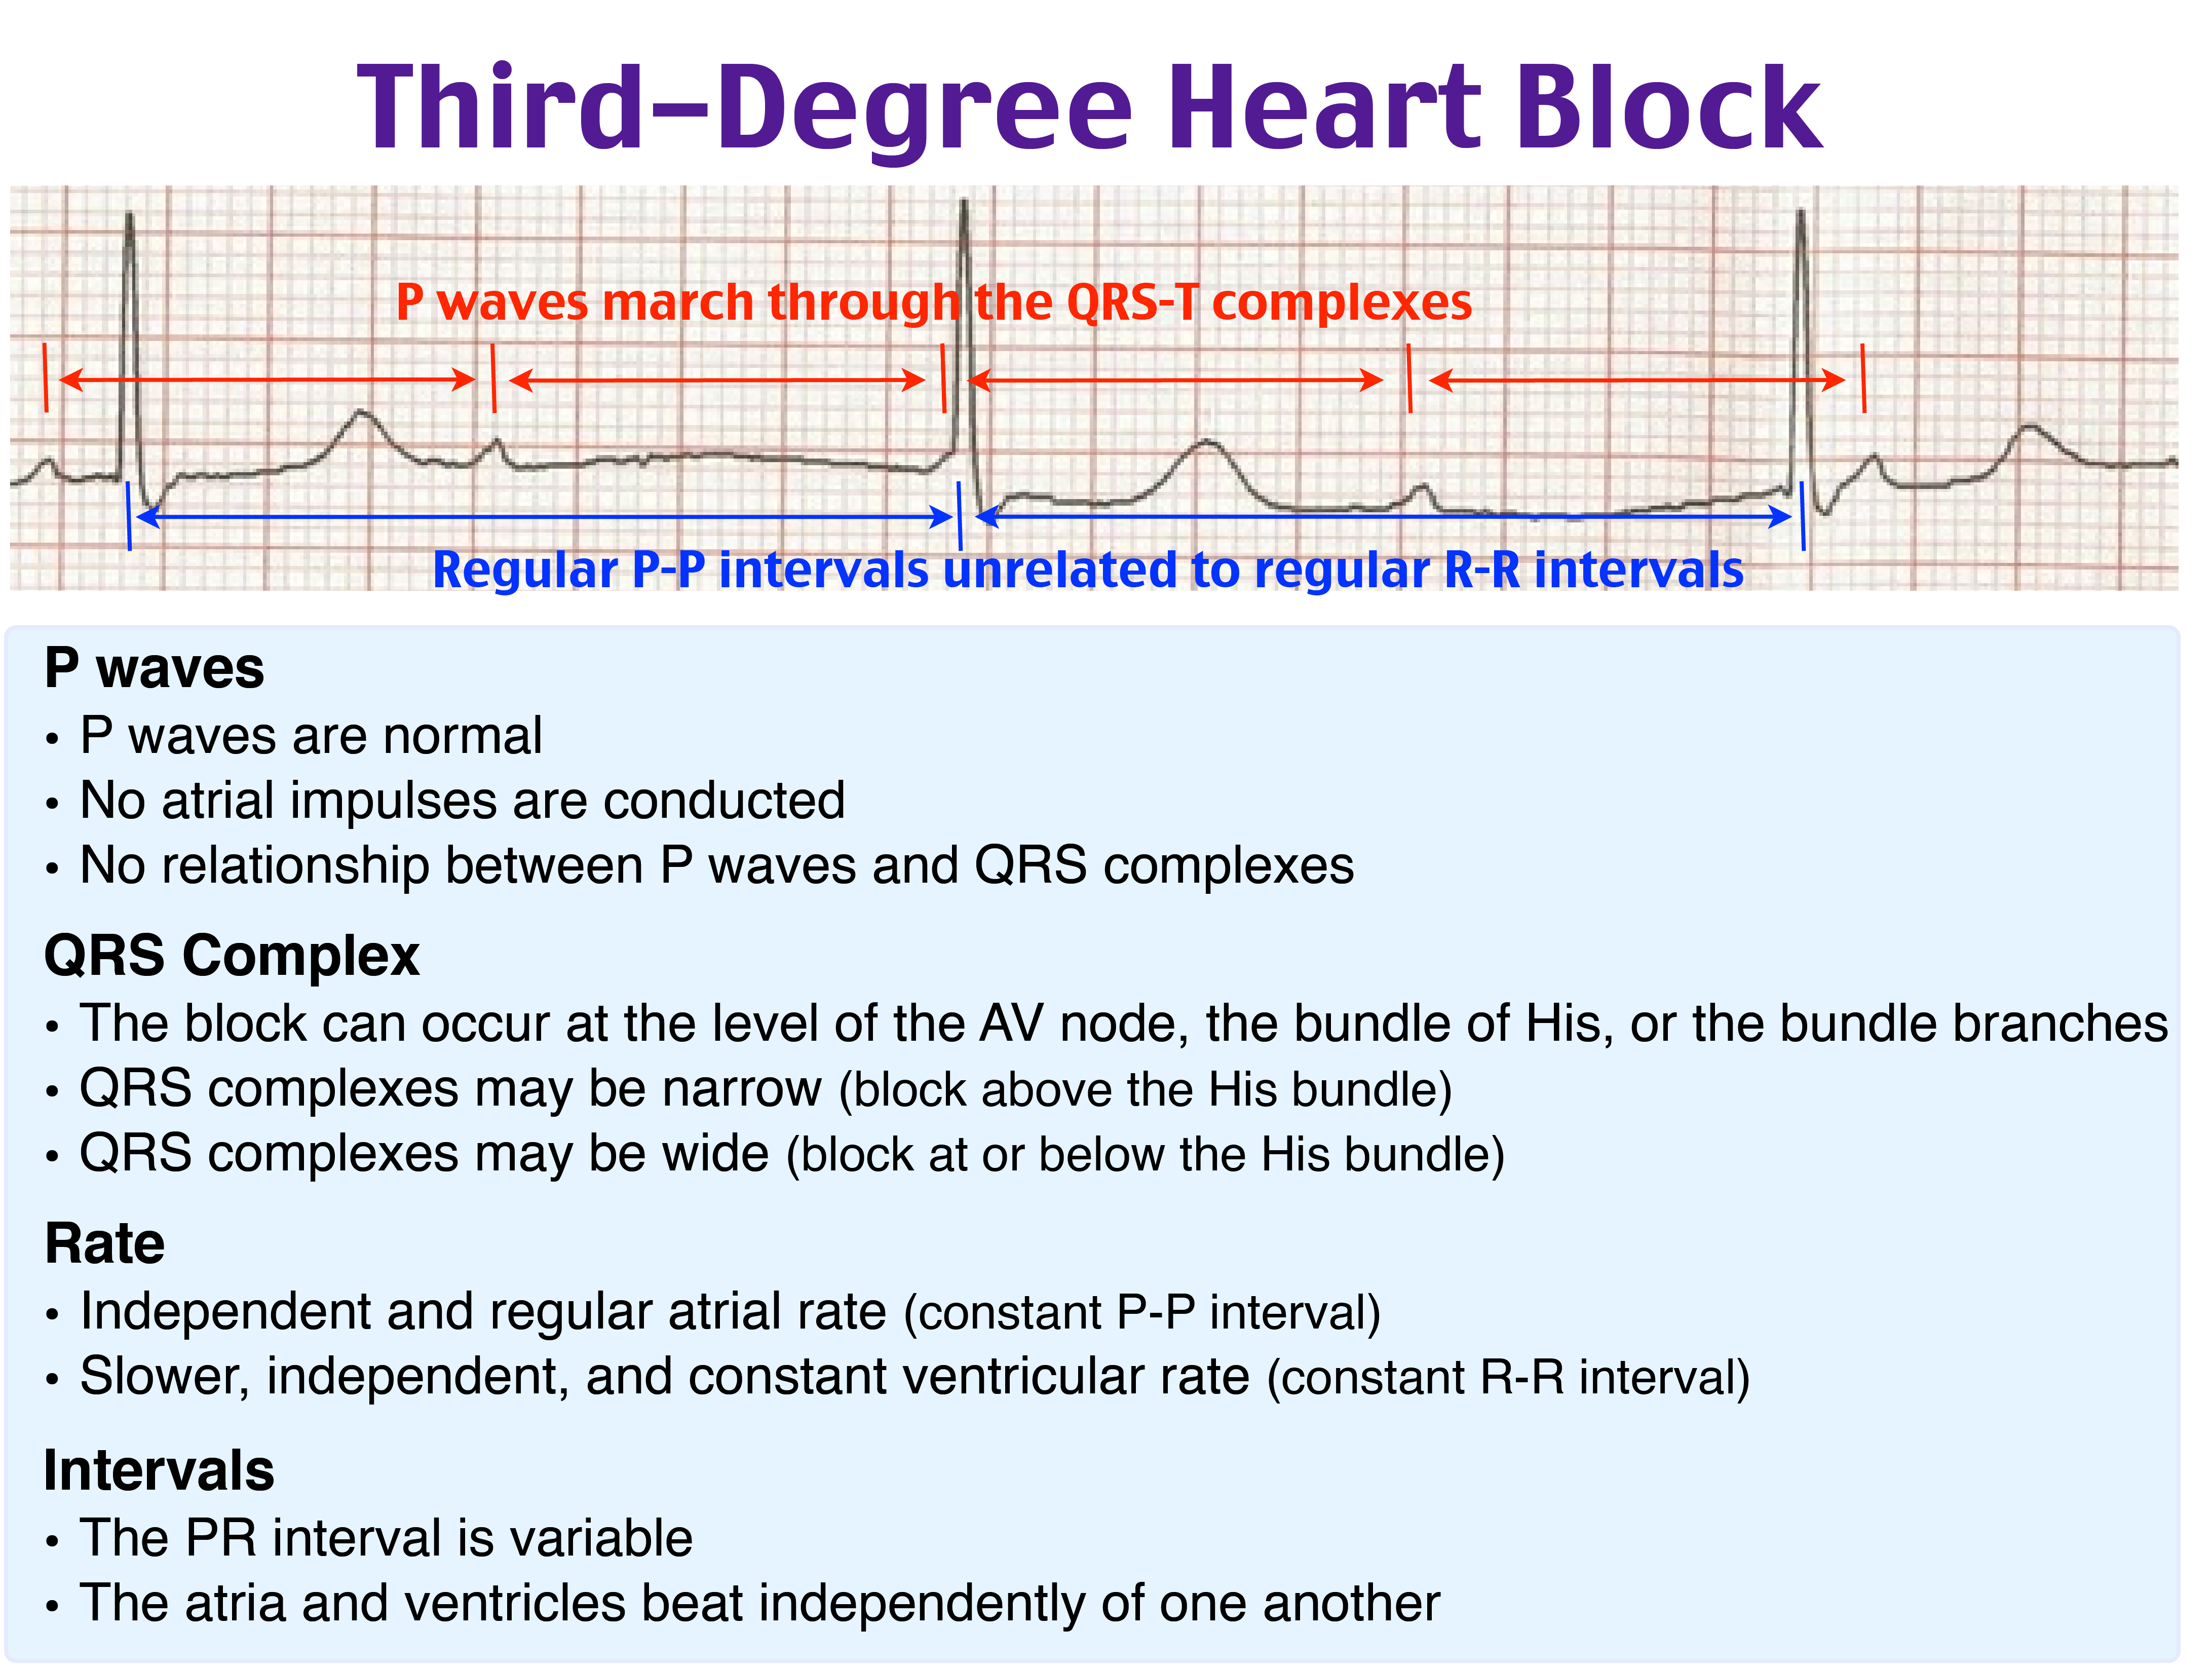 Third–Degree Heart Block
P waves march through the QRS-T complexes
Regular P-P intervals unrelated to regular R-R intervals
P waves
• P waves are normal
• No atrial impulses are conducted
• No relationship between P waves and QRS complexes
QRS Complex
• The block can occur at the level of the AV node, the bundle of His, or the bundle branches
• QRS complexes may be narrow (block above the His bundle)
• QRS complexes may be wide (block at or below the His bundle)
Rate
• Independent and regular atrial rate (constant P-P interval)
• Slower, independent, and constant ventricular rate (constant R-R interval)
Intervals
• The PR interval is variable
• The atria and ventricles beat independently of one another